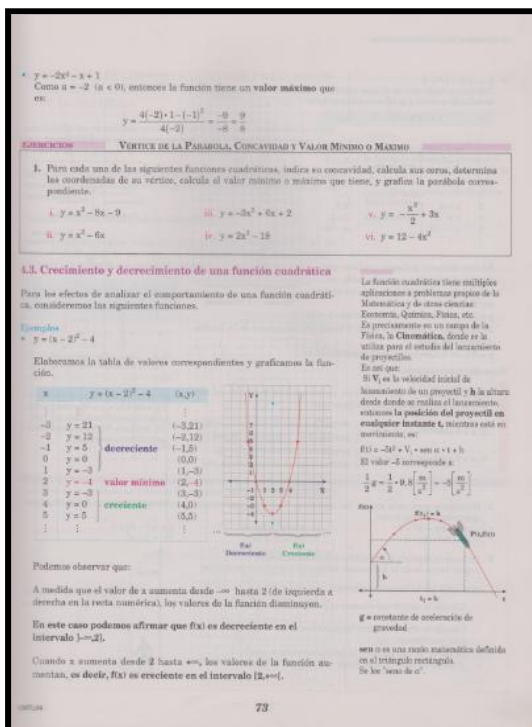 • y = –2x² – x + 1
Como a = –2 (a < 0), entonces la función tiene un valor máximo que
es:
y = 4(–2)•1–(–1)² / 4(–2) = –9/–8 = 9/8
EJERCICIOS VÉRTICE DE LA PARÁBOLA, CONCAVIDAD Y VALOR MÍNIMO O MÁXIMO
1. Para cada una de las siguientes funciones cuadráticas, indica su concavidad, calcula sus ceros, determina
las coordenadas de su vértice, calcula el valor mínimo o máximo que tiene, y grafica la parábola corres-
pondiente.
i. y = x² – 8x – 9 iii. y = –3x² + 6x + 2 v. y = –x²/2 + 3x
ii. y = x² – 6x iv. y = 2x² – 18 vi. y = 12 – 4x²
4.3. Crecimiento y decrecimiento de una función cuadrática
Para los efectos de analizar el comportamiento de una función cuadráti-
ca, consideremos las siguientes funciones.
Ejemplos
• y = (x – 2)² – 4
Elaboramos la tabla de valores correspondientes y graficamos la fun-
ción.
x y = (x – 2)² – 4 (x,y)
–3 y = 21 (–3,21)
–2 y = 12 (–2,12)
–1 y = 5 decreciente (–1,5)
0 y = 0 (0,0)
1 y = –3 (1,–3)
2 y = –4 valor mínimo (2,–4)
3 y = –3 (3,–3)
4 y = 0 creciente (4,0)
5 y = 5 (5,5)
Y
X
f(x) Decreciente
f(x) Creciente
Podemos observar que:
A medida que el valor de x aumenta desde –∞ hasta 2 (de izquierda a
derecha en la recta numérica), los valores de la función disminuyen.
En este caso podemos afirmar que f(x) es decreciente en el
intervalo ]–∞,2].
Cuando x aumenta desde 2 hasta +∞, los valores de la función au-
mentan, es decir, f(x) es creciente en el intervalo [2,+∞[.
La función cuadrática tiene múltiples
aplicaciones a problemas propios de la
Matemática y de otras ciencias:
Economía, Química, Física, etc.
Es precisamente en un campo de la
Física, la Cinemática, donde se la
utiliza para el estudio del lanzamiento
de proyectiles.
Es así que:
Si Vᵢ es la velocidad inicial de
lanzamiento de un proyectil y h la altura
desde donde se realiza el lanzamiento,
entonces la posición del proyectil en
cualquier instante t, mientras está en
movimiento, es:
f(t) = –5t² + Vᵢ • sen α • t + h
El valor –5 corresponde a:
1/2 g = 1/2 • 9,8 [m/s²] ≈ –5 [m/s²]
f(t)
α
h
t
g = constante de aceleración de
gravedad
sen α es una razón matemática definida
en el triángulo rectángulo.
Se lee "seno de α".
73